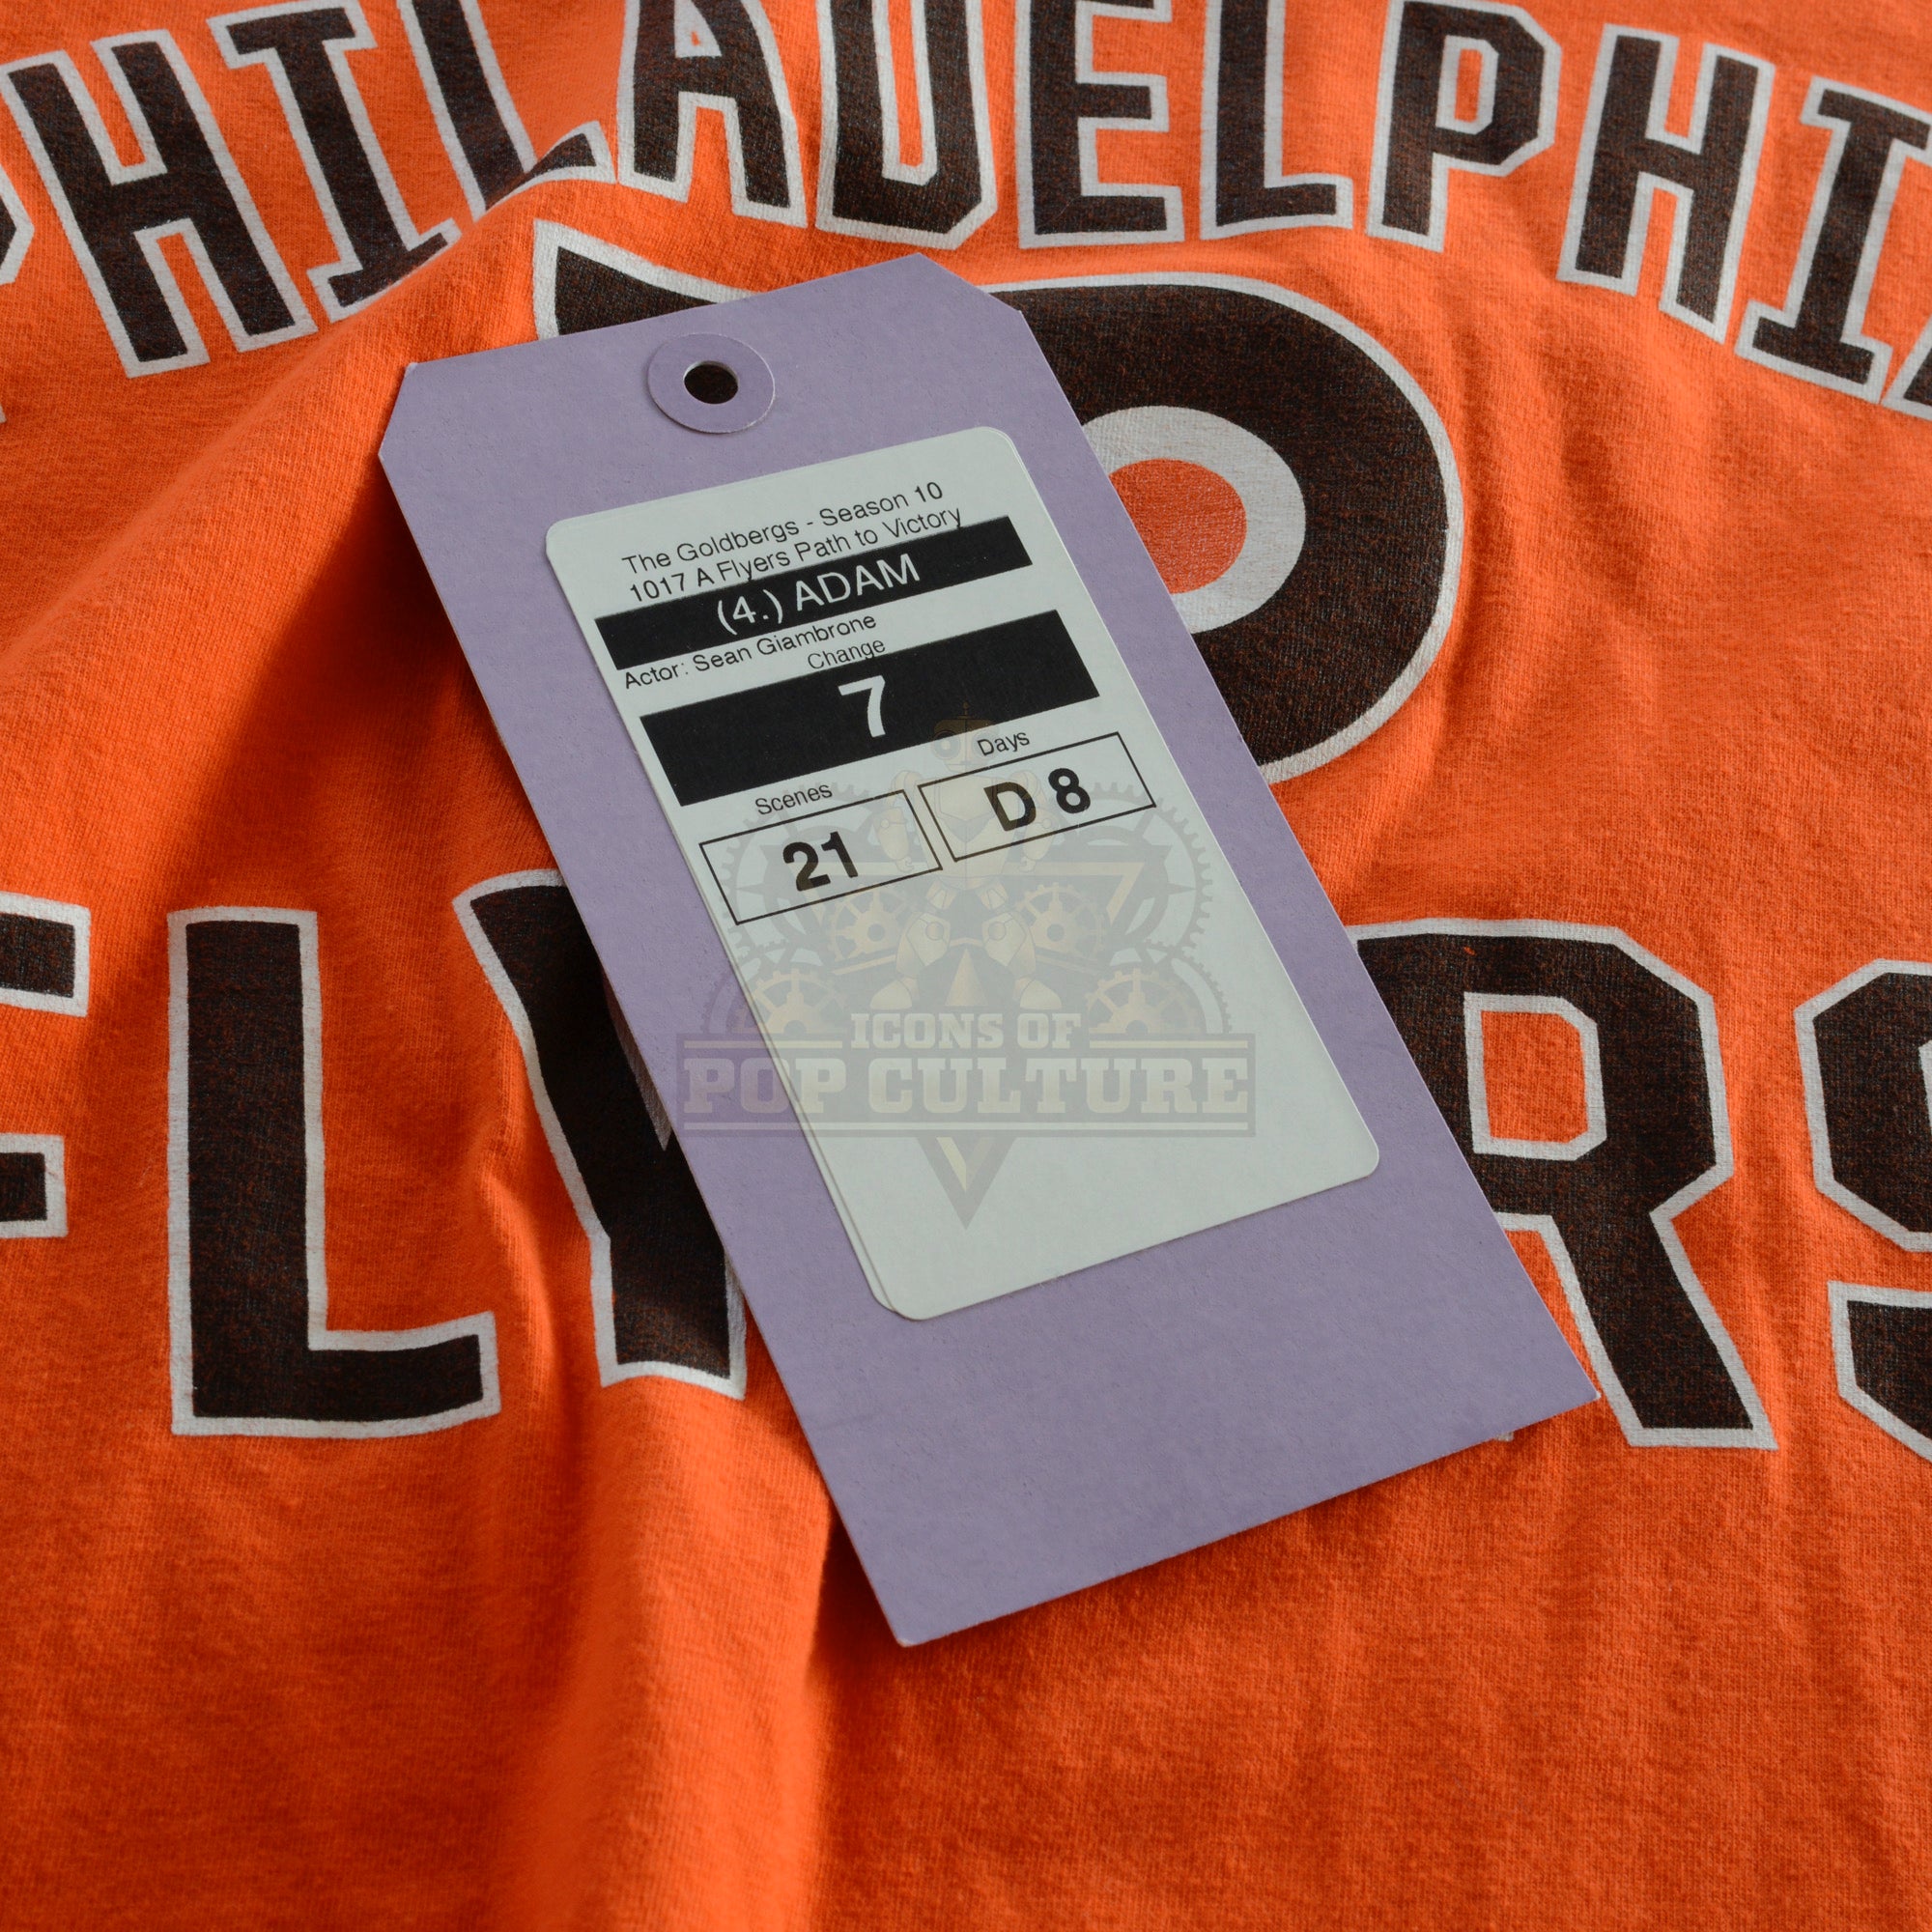 PHILADELPHIA
The Goldbergs - Season 10
1017 A Flyers Path to Victory
(4.) ADAM
Actor: Sean Giambrone
Change
7
Scenes
Days
21
D 8
ICONS OF
POP CULTURE
FLYERS